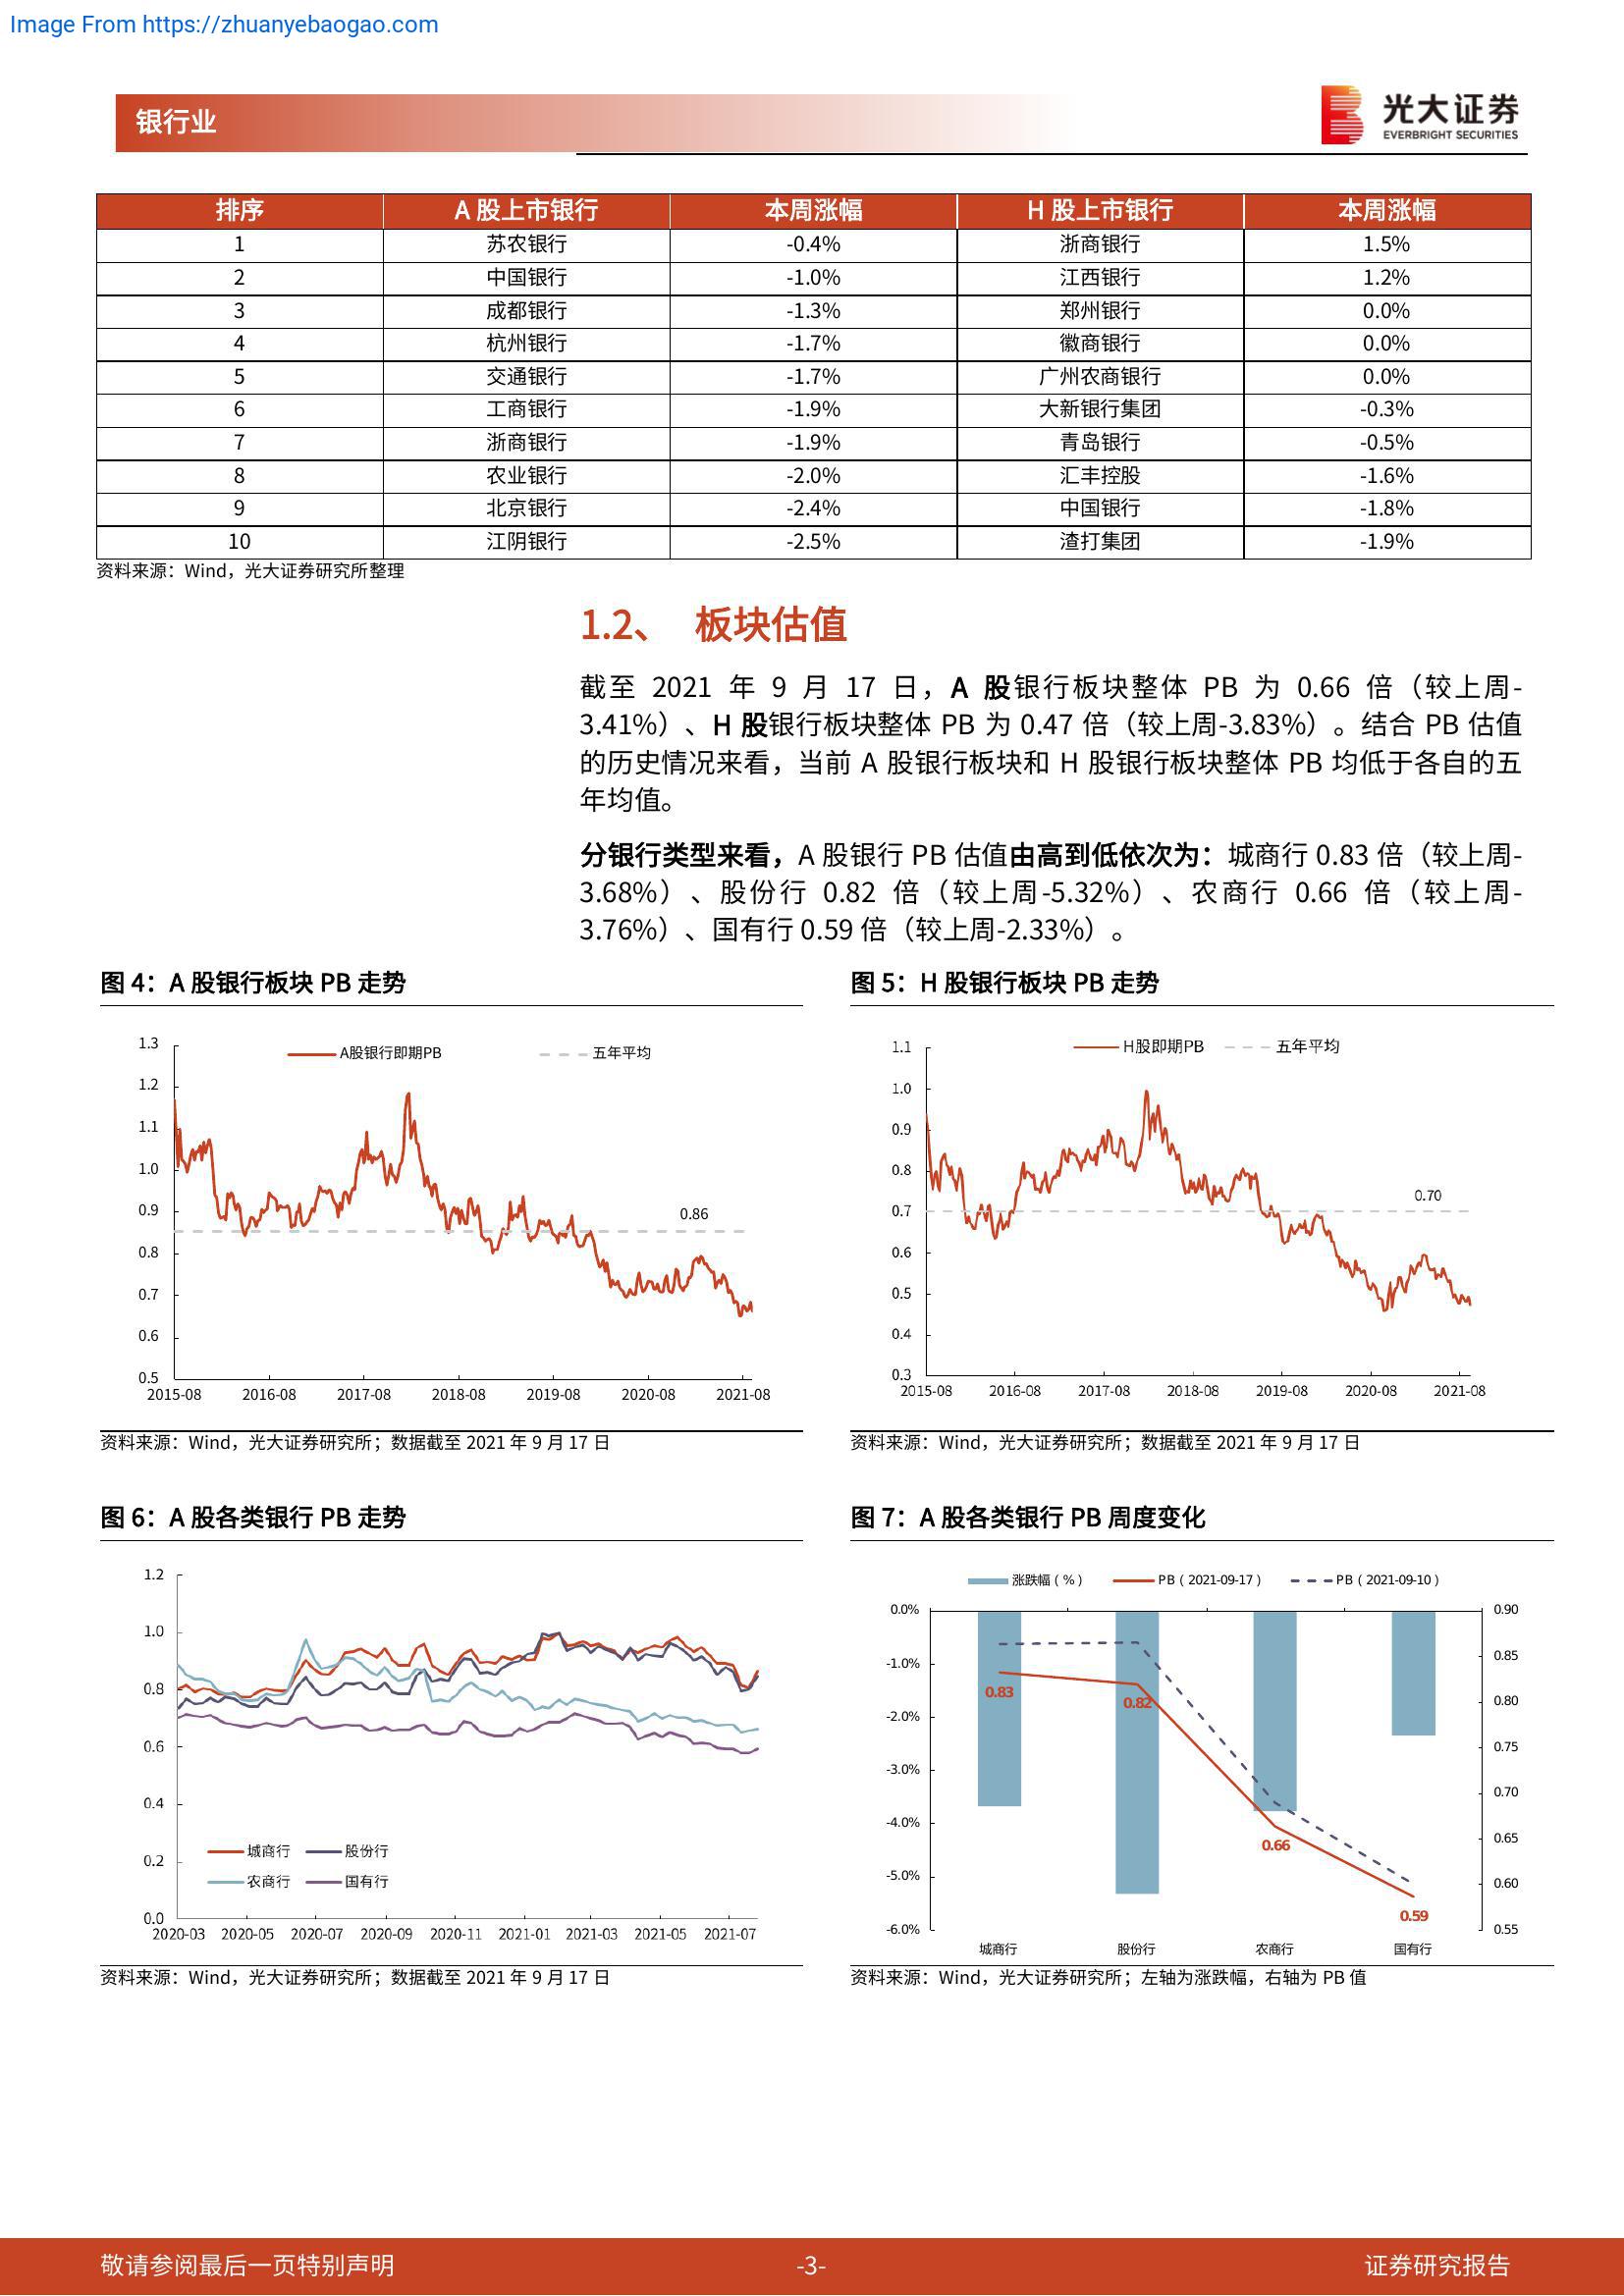 Image From https://zhuanyebaogao.com
银行业
光大证券
EVERBRIGHT SECURITIES
排序 A 股上市银行 本周涨幅 H 股上市银行 本周涨幅
1 苏农银行 -0.4% 浙商银行 1.5%
2 中国银行 -1.0% 江西银行 1.2%
3 成都银行 -1.3% 郑州银行 0.0%
4 杭州银行 -1.7% 徽商银行 0.0%
5 交通银行 -1.7% 广州农商银行 0.0%
6 工商银行 -1.9% 大新银行集团 -0.3%
7 浙商银行 -1.9% 青岛银行 -0.5%
8 农业银行 -2.0% 汇丰控股 -1.6%
9 北京银行 -2.4% 中国银行 -1.8%
10 江阴银行 -2.5% 渣打集团 -1.9%
资料来源：Wind，光大证券研究所整理
1.2、 板块估值
截至 2021 年 9 月 17 日，A 股银行板块整体 PB 为 0.66 倍（较上周-
3.41%）、H 股银行板块整体 PB 为 0.47 倍（较上周-3.83%）。结合 PB 估值
的历史情况来看，当前 A 股银行板块和 H 股银行板块整体 PB 均低于各自的五
年均值。
分银行类型来看，A 股银行 PB 估值由高到低依次为：城商行 0.83 倍（较上周-
3.68%）、股份行 0.82 倍（较上周-5.32%）、农商行 0.66 倍（较上周-
3.76%）、国有行 0.59 倍（较上周-2.33%）。
图 4：A 股银行板块 PB 走势
A股银行即期PB 五年平均
1.3
1.2
1.1
1.0
0.9
0.8
0.7
0.6
0.5
0.86
2015-08 2016-08 2017-08 2018-08 2019-08 2020-08 2021-08
资料来源：Wind，光大证券研究所；数据截至 2021 年 9 月 17 日
图 5：H 股银行板块 PB 走势
H股即期PB 五年平均
1.1
1.0
0.9
0.8
0.7
0.6
0.5
0.4
0.3
0.70
2015-08 2016-08 2017-08 2018-08 2019-08 2020-08 2021-08
资料来源：Wind，光大证券研究所；数据截至 2021 年 9 月 17 日
图 6：A 股各类银行 PB 走势
1.2
1.0
0.8
0.6
0.4
0.2
0.0
城商行 股份行
农商行 国有行
2020-03 2020-05 2020-07 2020-09 2020-11 2021-01 2021-03 2021-05 2021-07
资料来源：Wind，光大证券研究所；数据截至 2021 年 9 月 17 日
图 7：A 股各类银行 PB 周度变化
涨跌幅（%） PB（2021-09-17） PB（2021-09-10）
0.0%
-1.0%
-2.0%
-3.0%
-4.0%
-5.0%
-6.0%
0.90
0.85
0.80
0.75
0.70
0.65
0.60
0.55
0.83
0.82
0.66
0.59
城商行 股份行 农商行 国有行
资料来源：Wind，光大证券研究所；左轴为涨跌幅，右轴为 PB 值
敬请参阅最后一页特别声明 -3- 证券研究报告